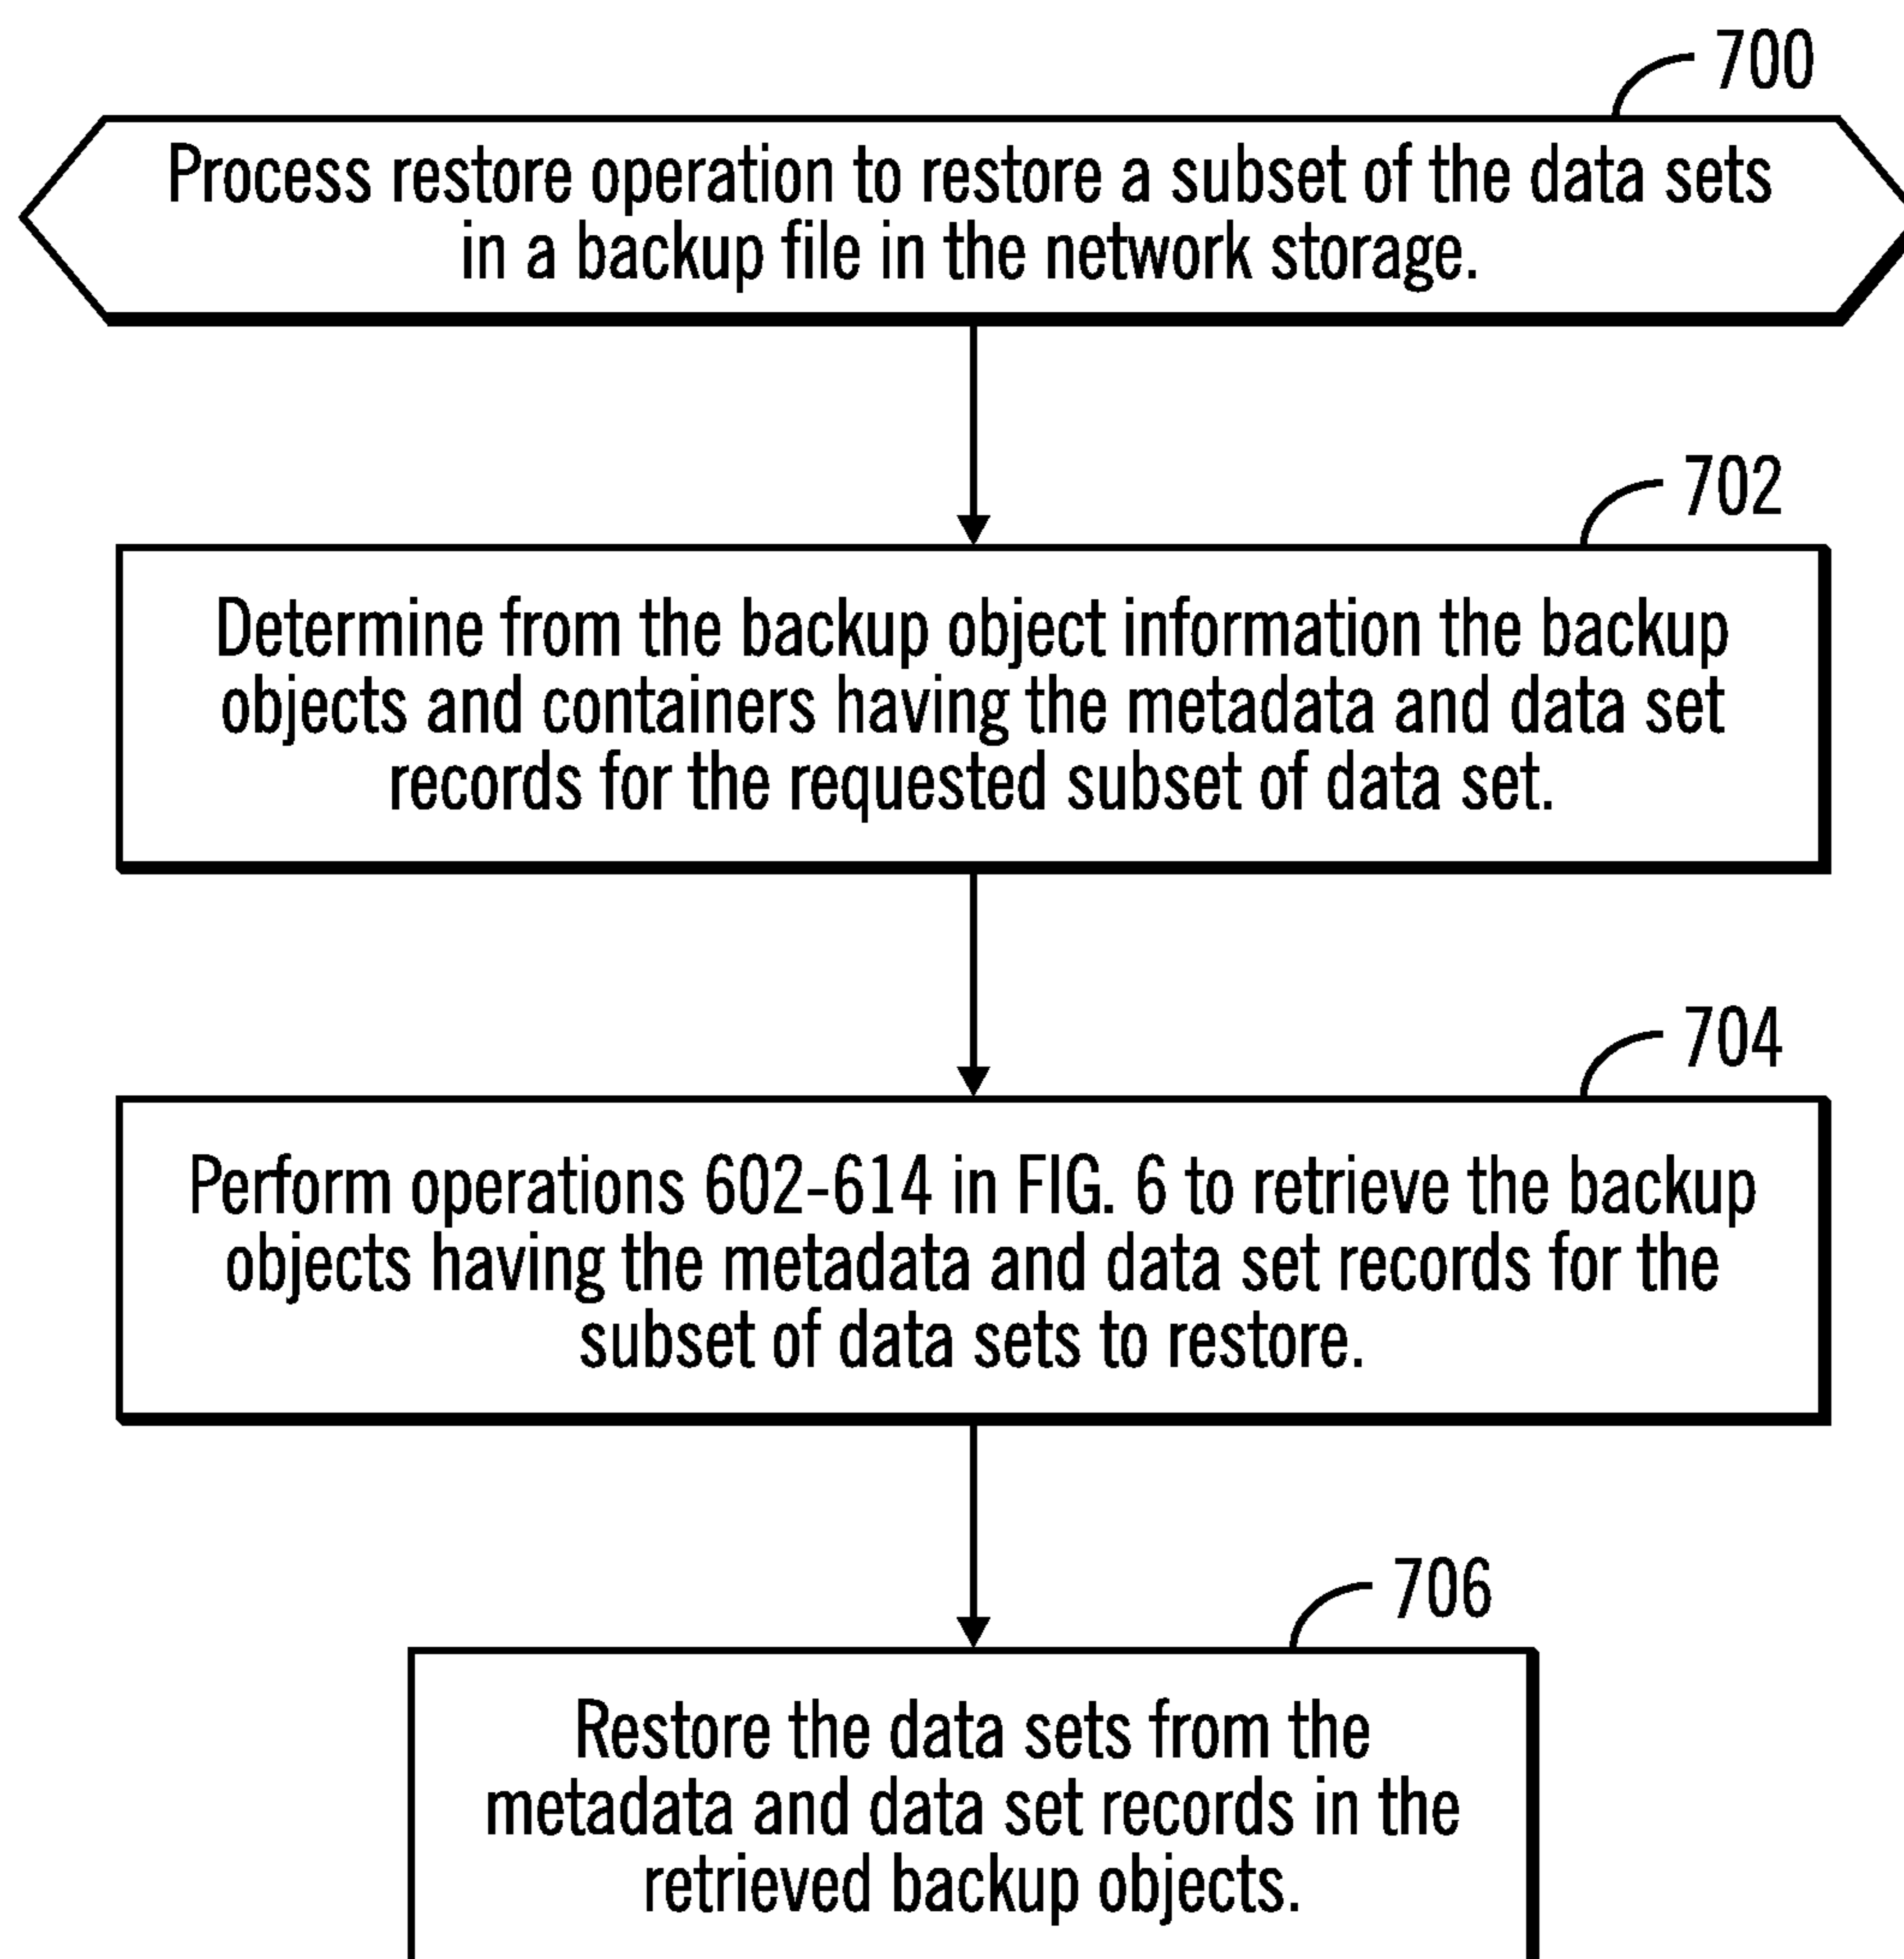 700
Process restore operation to restore a subset of the data sets
in a backup file in the network storage.
702
Determine from the backup object information the backup
objects and containers having the metadata and data set
records for the requested subset of data set.
704
Perform operations 602-614 in FIG. 6 to retrieve the backup
objects having the metadata and data set records for the
subset of data sets to restore.
706
Restore the data sets from the
metadata and data set records in the
retrieved backup objects.